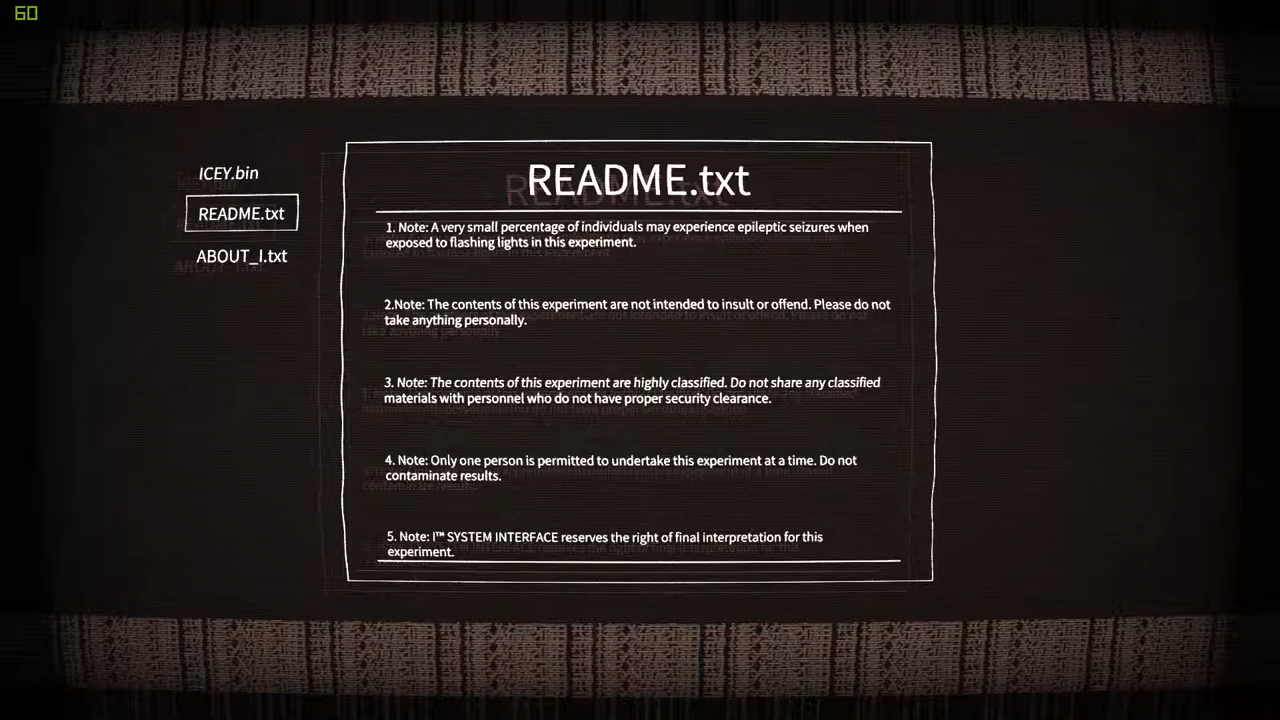 60
ICEY.bin
README.txt
ABOUT_I.txt
README.txt
1. Note: A very small percentage of individuals may experience epileptic seizures when
exposed to flashing lights in this experiment.
2.Note: The contents of this experiment are not intended to insult or offend. Please do not
take anything personally.
3. Note: The contents of this experiment are highly classified. Do not share any classified
materials with personnel who do not have proper security clearance.
4. Note: Only one person is permitted to undertake this experiment at a time. Do not
contaminate results.
5. Note: I™ SYSTEM INTERFACE reserves the right of final interpretation for this
experiment.